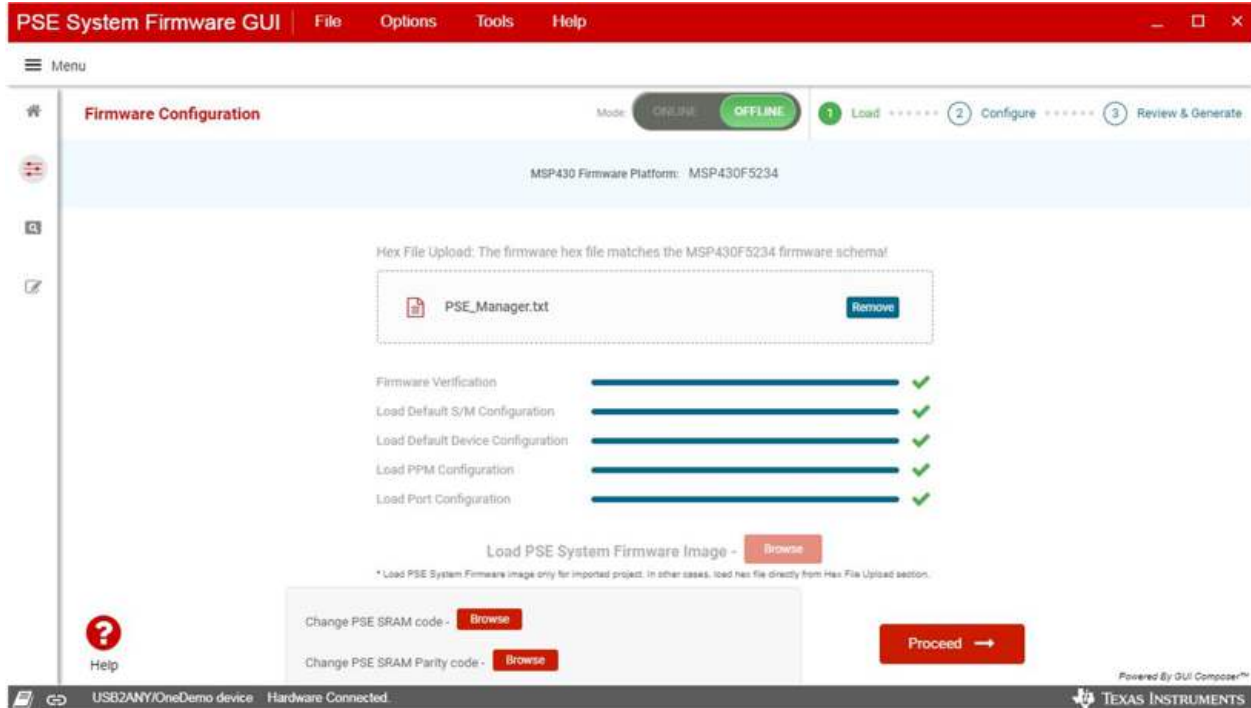 PSE System Firmware GUI File Options Tools Help
Menu
Firmware Configuration Mode: ONLINE OFFLINE 1 Load 2 Configure 3 Review & Generate
MSP430 Firmware Platform: MSP430F5234
Hex File Upload: The firmware hex file matches the MSP430F5234 firmware schema!
PSE_Manager.txt Remove
Firmware Verification
Load Default S/M Configuration
Load Default Device Configuration
Load PPM Configuration
Load Port Configuration
Load PSE System Firmware Image - Browse
* Load PSE System Firmware image only for imported project. In other cases, load hex file directly from Hex File Upload section.
Change PSE SRAM code - Browse
Proceed →
Help
Change PSE SRAM Parity code - Browse
Powered By GUI Composer™
USB2ANY/OneDemo device Hardware Connected. TEXAS INSTRUMENTS